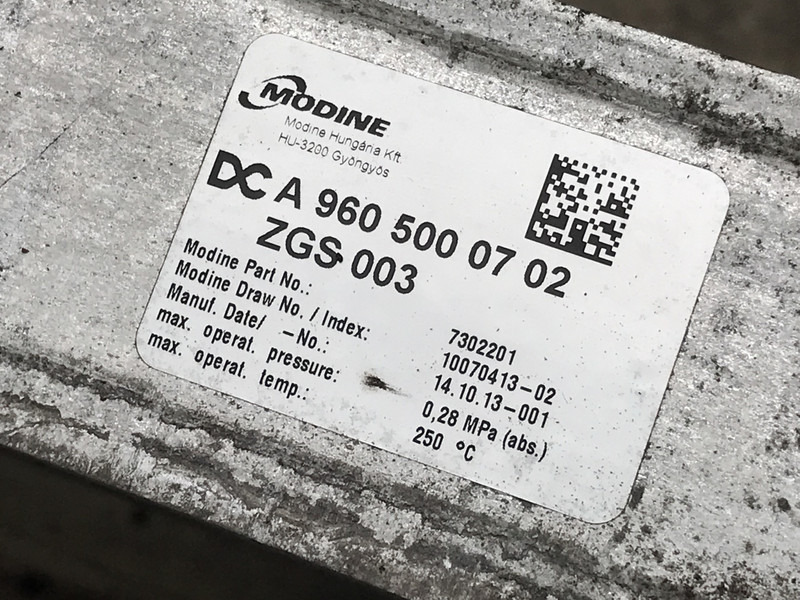 MODINE
Modine Hungária Kft
HU-3200 Gyöngyös
DC A 960 500 07 02
ZGS 003
Modine Part No.: 7302201
Modine Draw No. / Index: 10070413-02
Manuf. Date/ -No.: 14.10.13-001
max. operat. pressure: 0,28 MPa (abs.)
max. operat. temp.: 250 °C